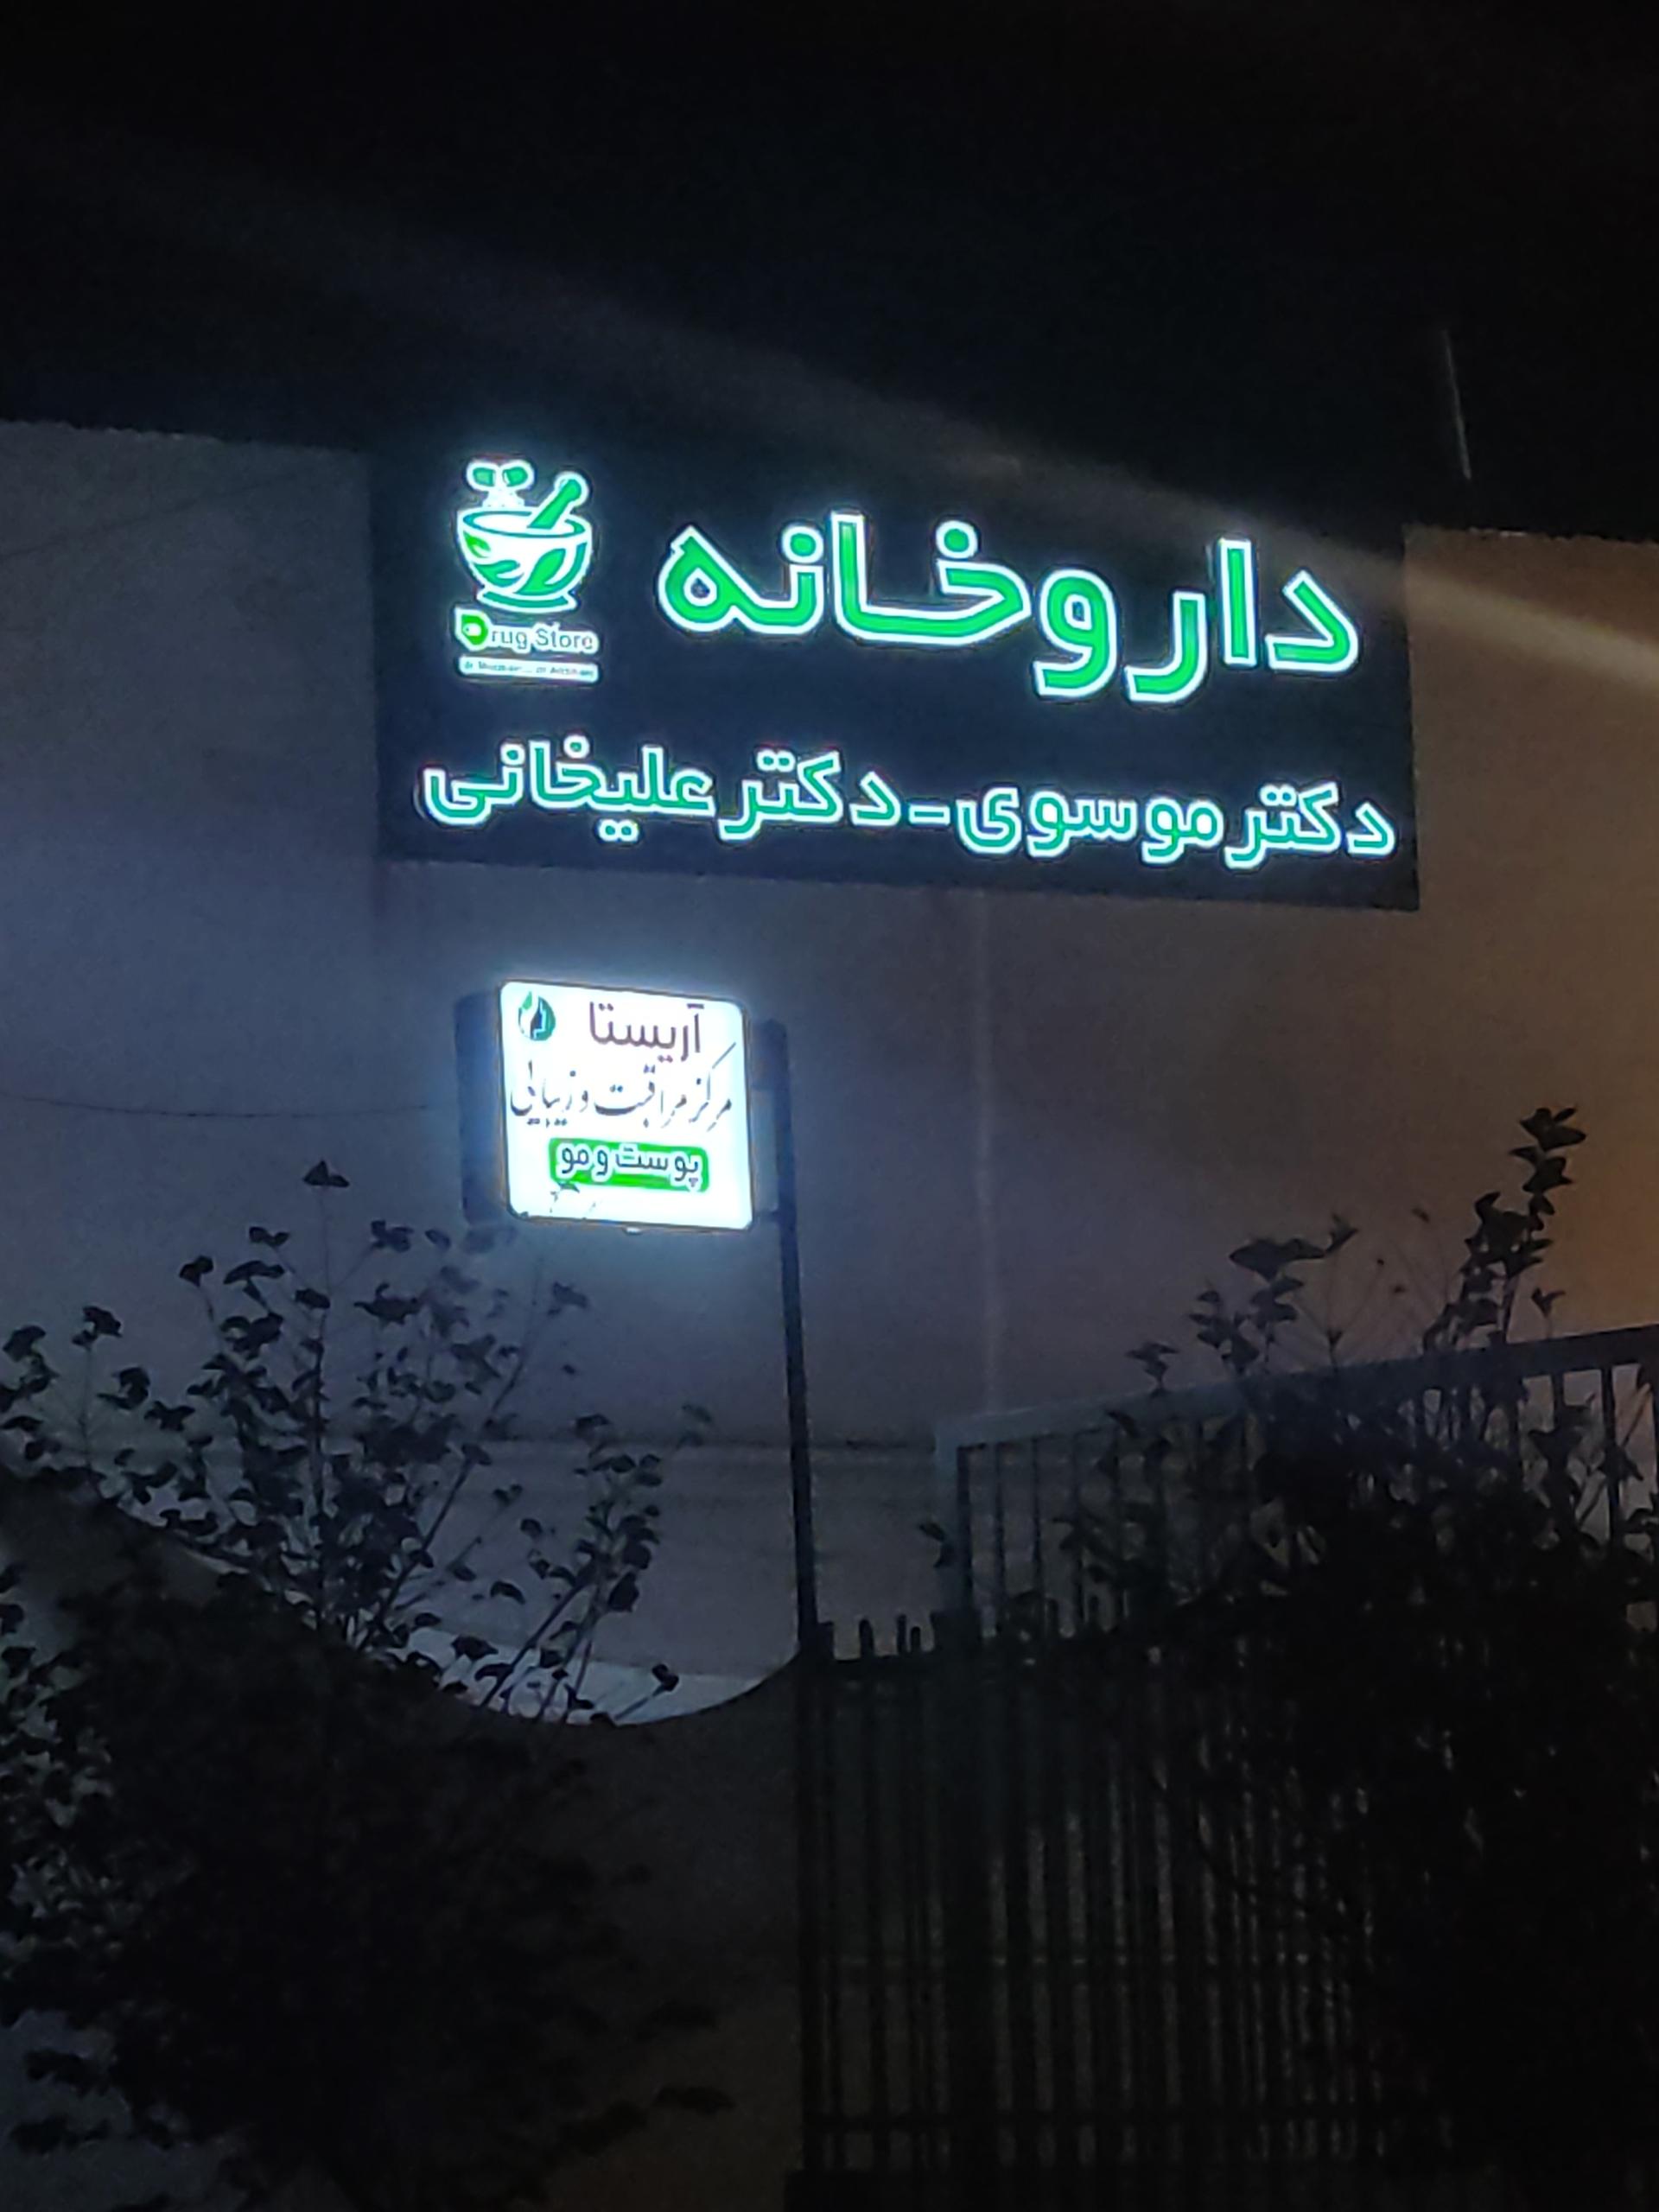 داروخانه
Drug Store
دکتر موسوی - دکتر علیخانی
آریستا
مرکز مراقبت و زیبایی
پوست و مو